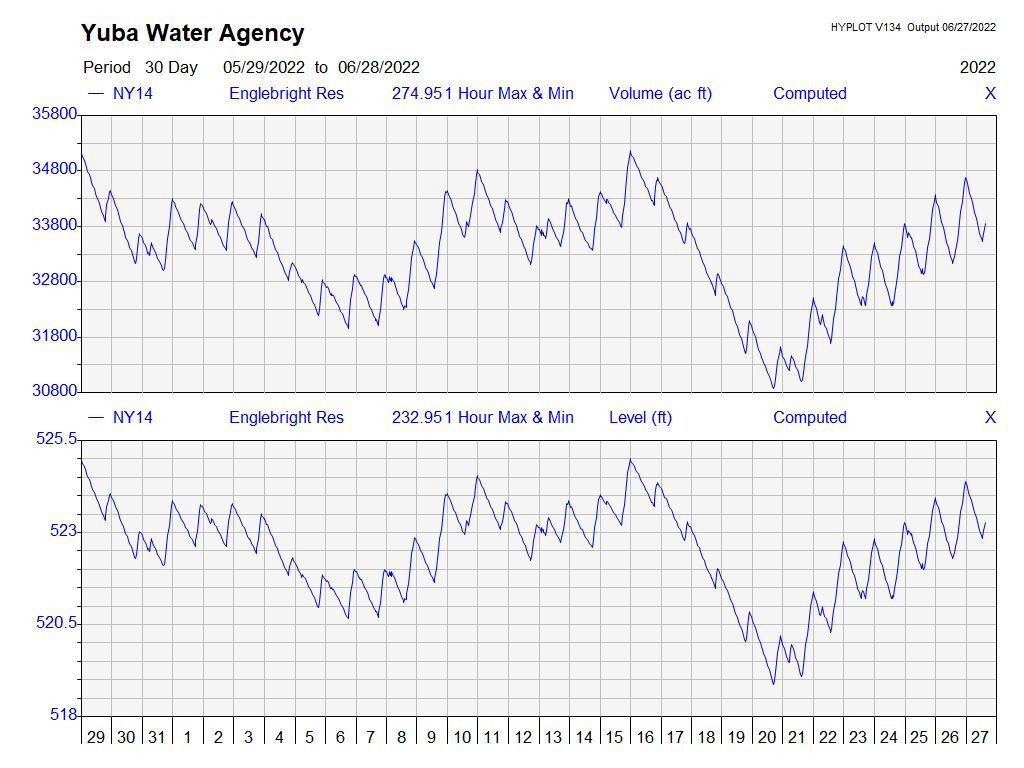 Yuba Water Agency
HYPLOT V134 Output 06/27/2022
Period 30 Day 05/29/2022 to 06/28/2022 2022
NY14 Englebright Res 274.951 Hour Max & Min Volume (ac ft) Computed X
35800
34800
33800
32800
31800
30800
NY14 Englebright Res 232.951 Hour Max & Min Level (ft) Computed X
525.5
523
520.5
518
29 30 31 1 2 3 4 5 6 7 8 9 10 11 12 13 14 15 16 17 18 19 20 21 22 23 24 25 26 27